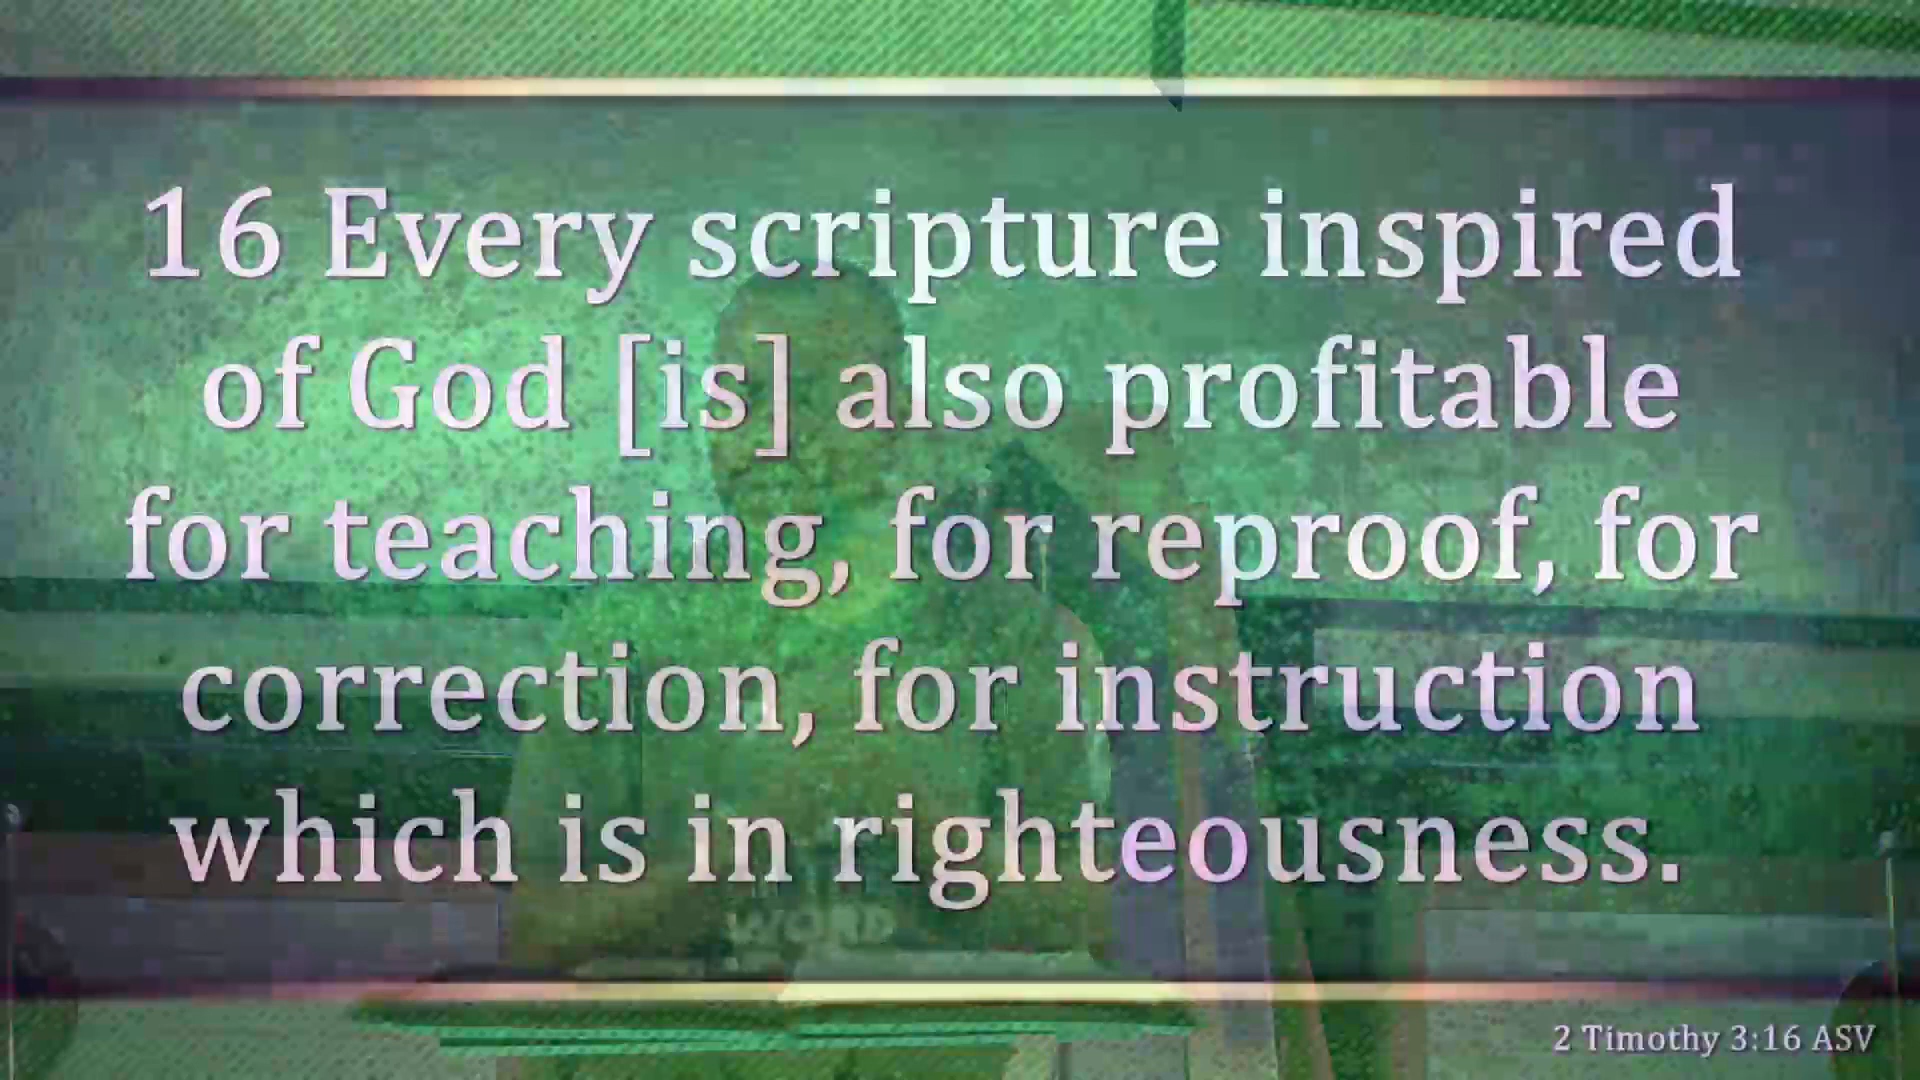 16 Every scripture inspired
of God [is] also profitable
for teaching, for reproof, for
correction, for instruction
which is in righteousness.
WORD
2 Timothy 3:16 ASV